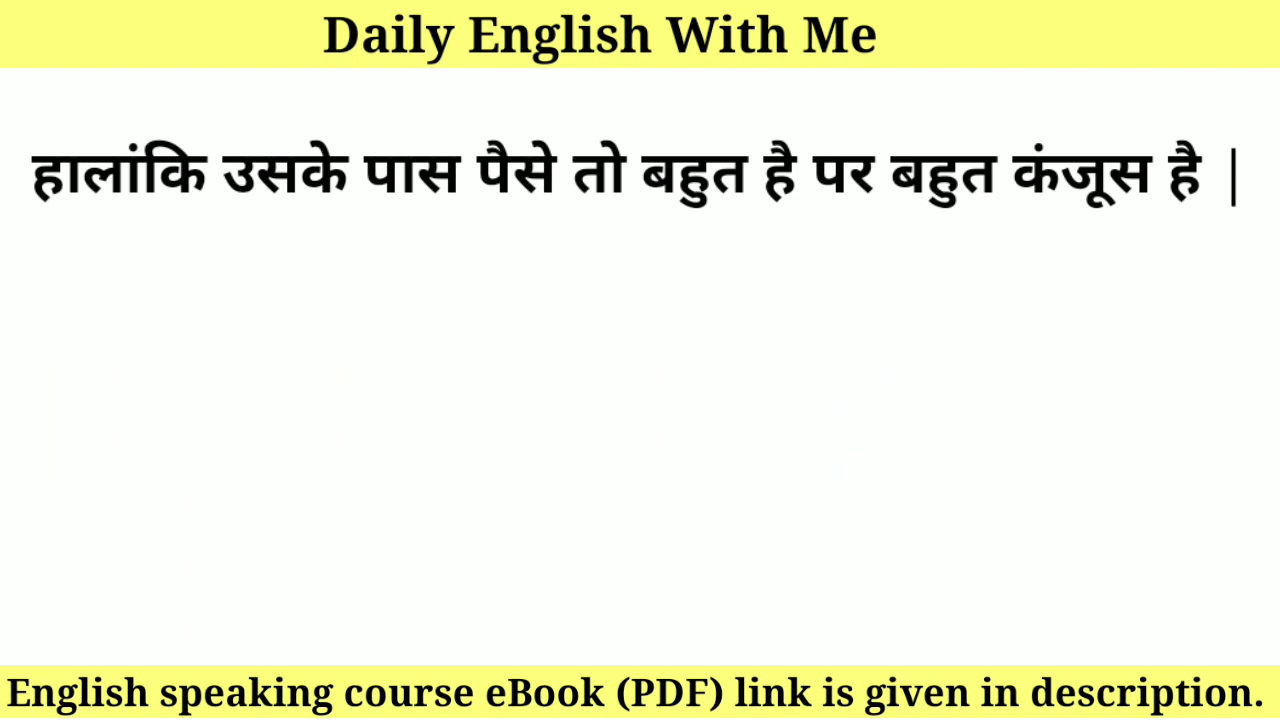 Daily English With Me
हालांकि उसके पास पैसे तो बहुत है पर बहुत कंजूस है |
English speaking course eBook (PDF) link is given in description.